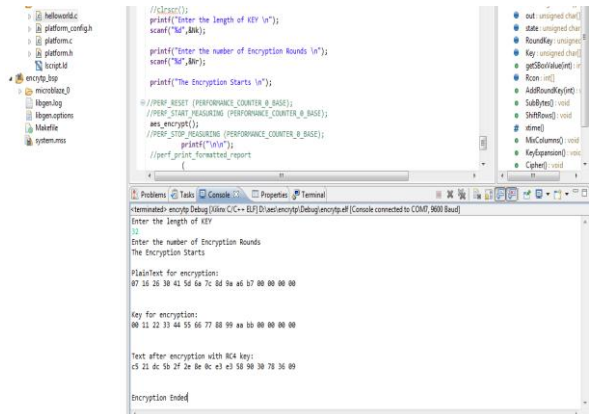 helloworld.c
platform_config.h
platform.c
platform.h
lscript.ld
encrytp_bsp
microblaze_0
libgen.log
libgen.options
Makefile
system.mss
//clrscr();
printf("Enter the length of KEY \n");
scanf("%d",&Nk);
printf("Enter the number of Encryption Rounds \n");
scanf("%d",&Nr);
printf("The Encryption Starts \n");
//PERF_RESET (PERFORMANCE_COUNTER_0_BASE);
//PERF_START_MEASURING (PERFORMANCE_COUNTER_0_BASE);
aes_encrypt();
//PERF_STOP_MEASURING (PERFORMANCE_COUNTER_0_BASE);
printf("\n\n");
//perf_print_formatted_report
{
out : unsigned char[]
state : unsigned char[
RoundKey : unsigned
Key : unsigned char[]
getSBoxValue(int) : in
Rcon : int[]
AddRoundKey(int) :
SubBytes() : void
ShiftRows() : void
xtime()
MixColumns() : void
KeyExpansion() : void
Cipher() : void
Problems Tasks Console Properties Terminal
<terminated> encrytp Debug [Xilinx C/C++ ELF] D:\aes\encrytp\Debug\encrytp.elf [Console connected to COM7, 9600 Baud]
Enter the length of KEY
32
Enter the number of Encryption Rounds
The Encryption Starts
PlainText for encryption:
07 16 26 30 41 5d 6a 7c 8d 9a a6 b7 00 00 00 00
Key for encryption:
00 11 22 33 44 55 66 77 88 99 aa bb 00 00 00 00
Text after encryption with RC4 key:
c5 21 dc 5b 2f 2e 8e 0c e3 e3 58 90 30 78 36 09
Encryption Ended